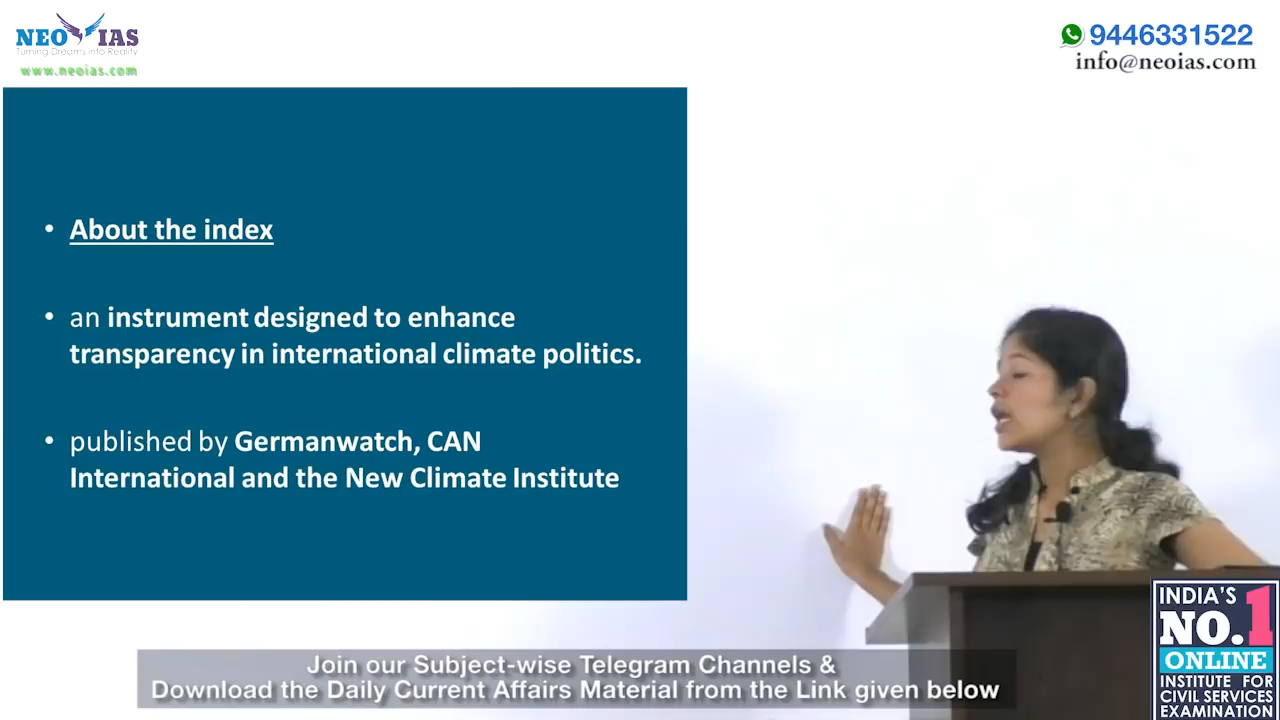 NEO IAS
Turning Dreams into Reality
www.neoias.com
9446331522
info@neoias.com
• About the index
• an instrument designed to enhance
transparency in international climate politics.
• published by Germanwatch, CAN
International and the New Climate Institute
Join our Subject-wise Telegram Channels &
Download the Daily Current Affairs Material from the Link given below
INDIA'S
NO.1
ONLINE
INSTITUTE FOR
CIVIL SERVICES
EXAMINATION